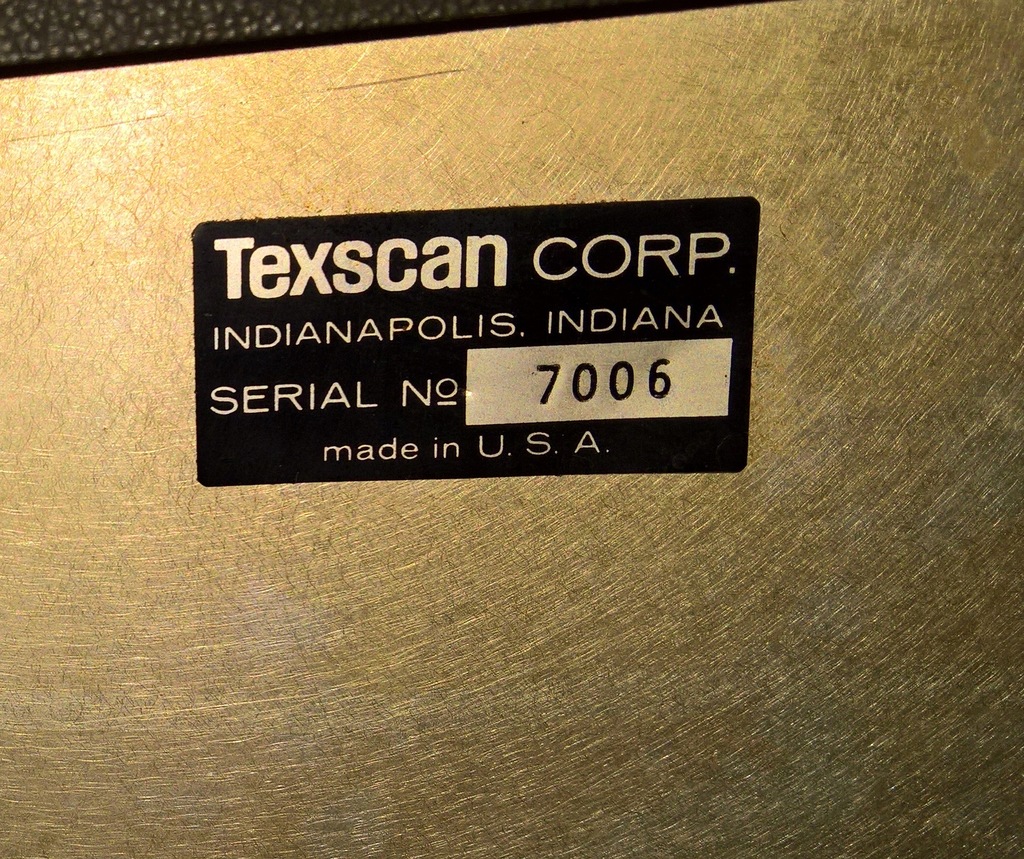 Texscan CORP.
INDIANAPOLIS, INDIANA
SERIAL Nº 7006
made in U. S. A.